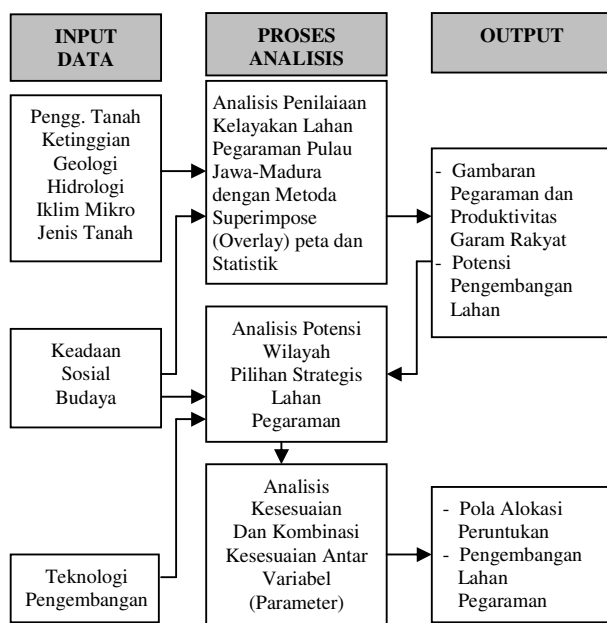 INPUT
DATA
PROSES
ANALISIS
OUTPUT
Pengg. Tanah
Ketinggian
Geologi
Hidrologi
Iklim Mikro
Jenis Tanah
Analisis Penilaiaan
Kelayakan Lahan
Pegaraman Pulau
Jawa-Madura
dengan Metoda
Superimpose
(Overlay) peta dan
Statistik
- Gambaran
Pegaraman dan
Produktivitas
Garam Rakyat
- Potensi
Pengembangan
Lahan
Keadaan
Sosial
Budaya
Analisis Potensi
Wilayah
Pilihan Strategis
Lahan
Pegaraman
Teknologi
Pengembangan
Analisis
Kesesuaian
Dan Kombinasi
Kesesuaian Antar
Variabel
(Parameter)
- Pola Alokasi
Peruntukan
- Pengembangan
Lahan
Pegaraman